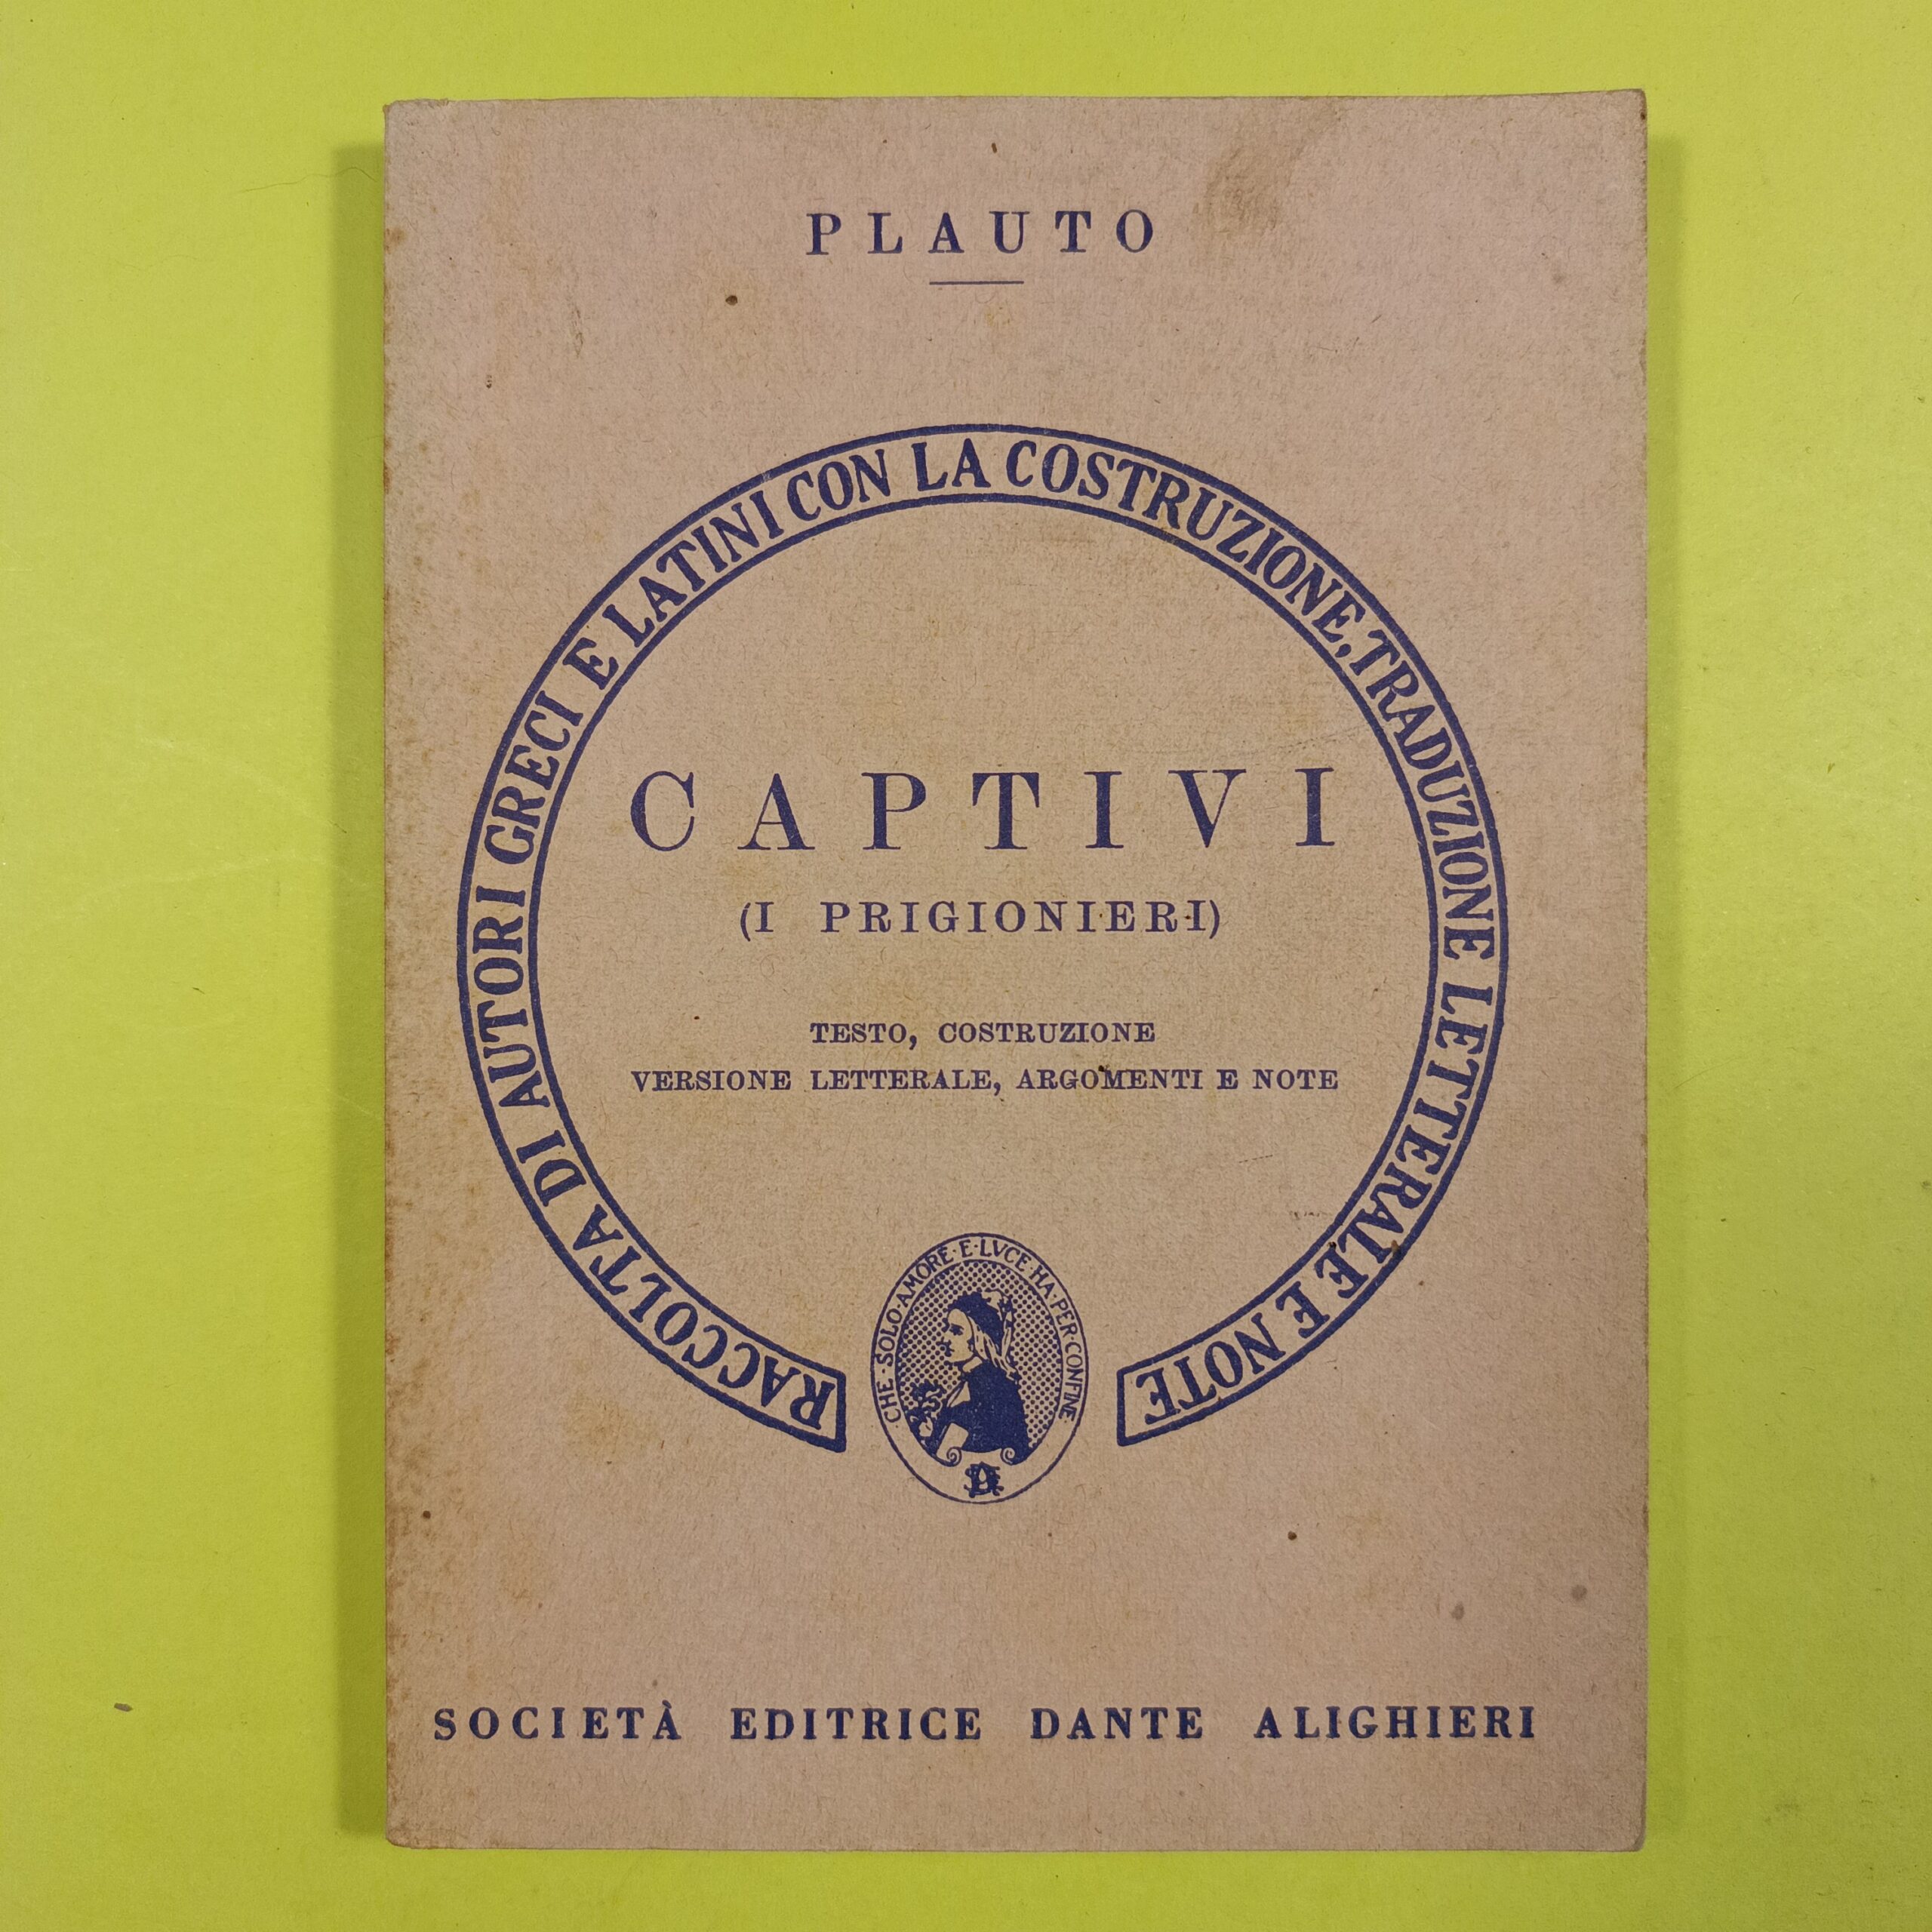 PLAUTO
RACCOLTA DI AUTORI GRECI E LATINI CON LA COSTRUZIONE, TRADUZIONE LETTERALE E NOTE
CAPTIVI
(I PRIGIONIERI)
TESTO, COSTRUZIONE
VERSIONE LETTERALE, ARGOMENTI E NOTE
CHE · SOLO · AMORE · E · LVCE · HA · PER · CONFINE
SOCIETÀ EDITRICE DANTE ALIGHIERI